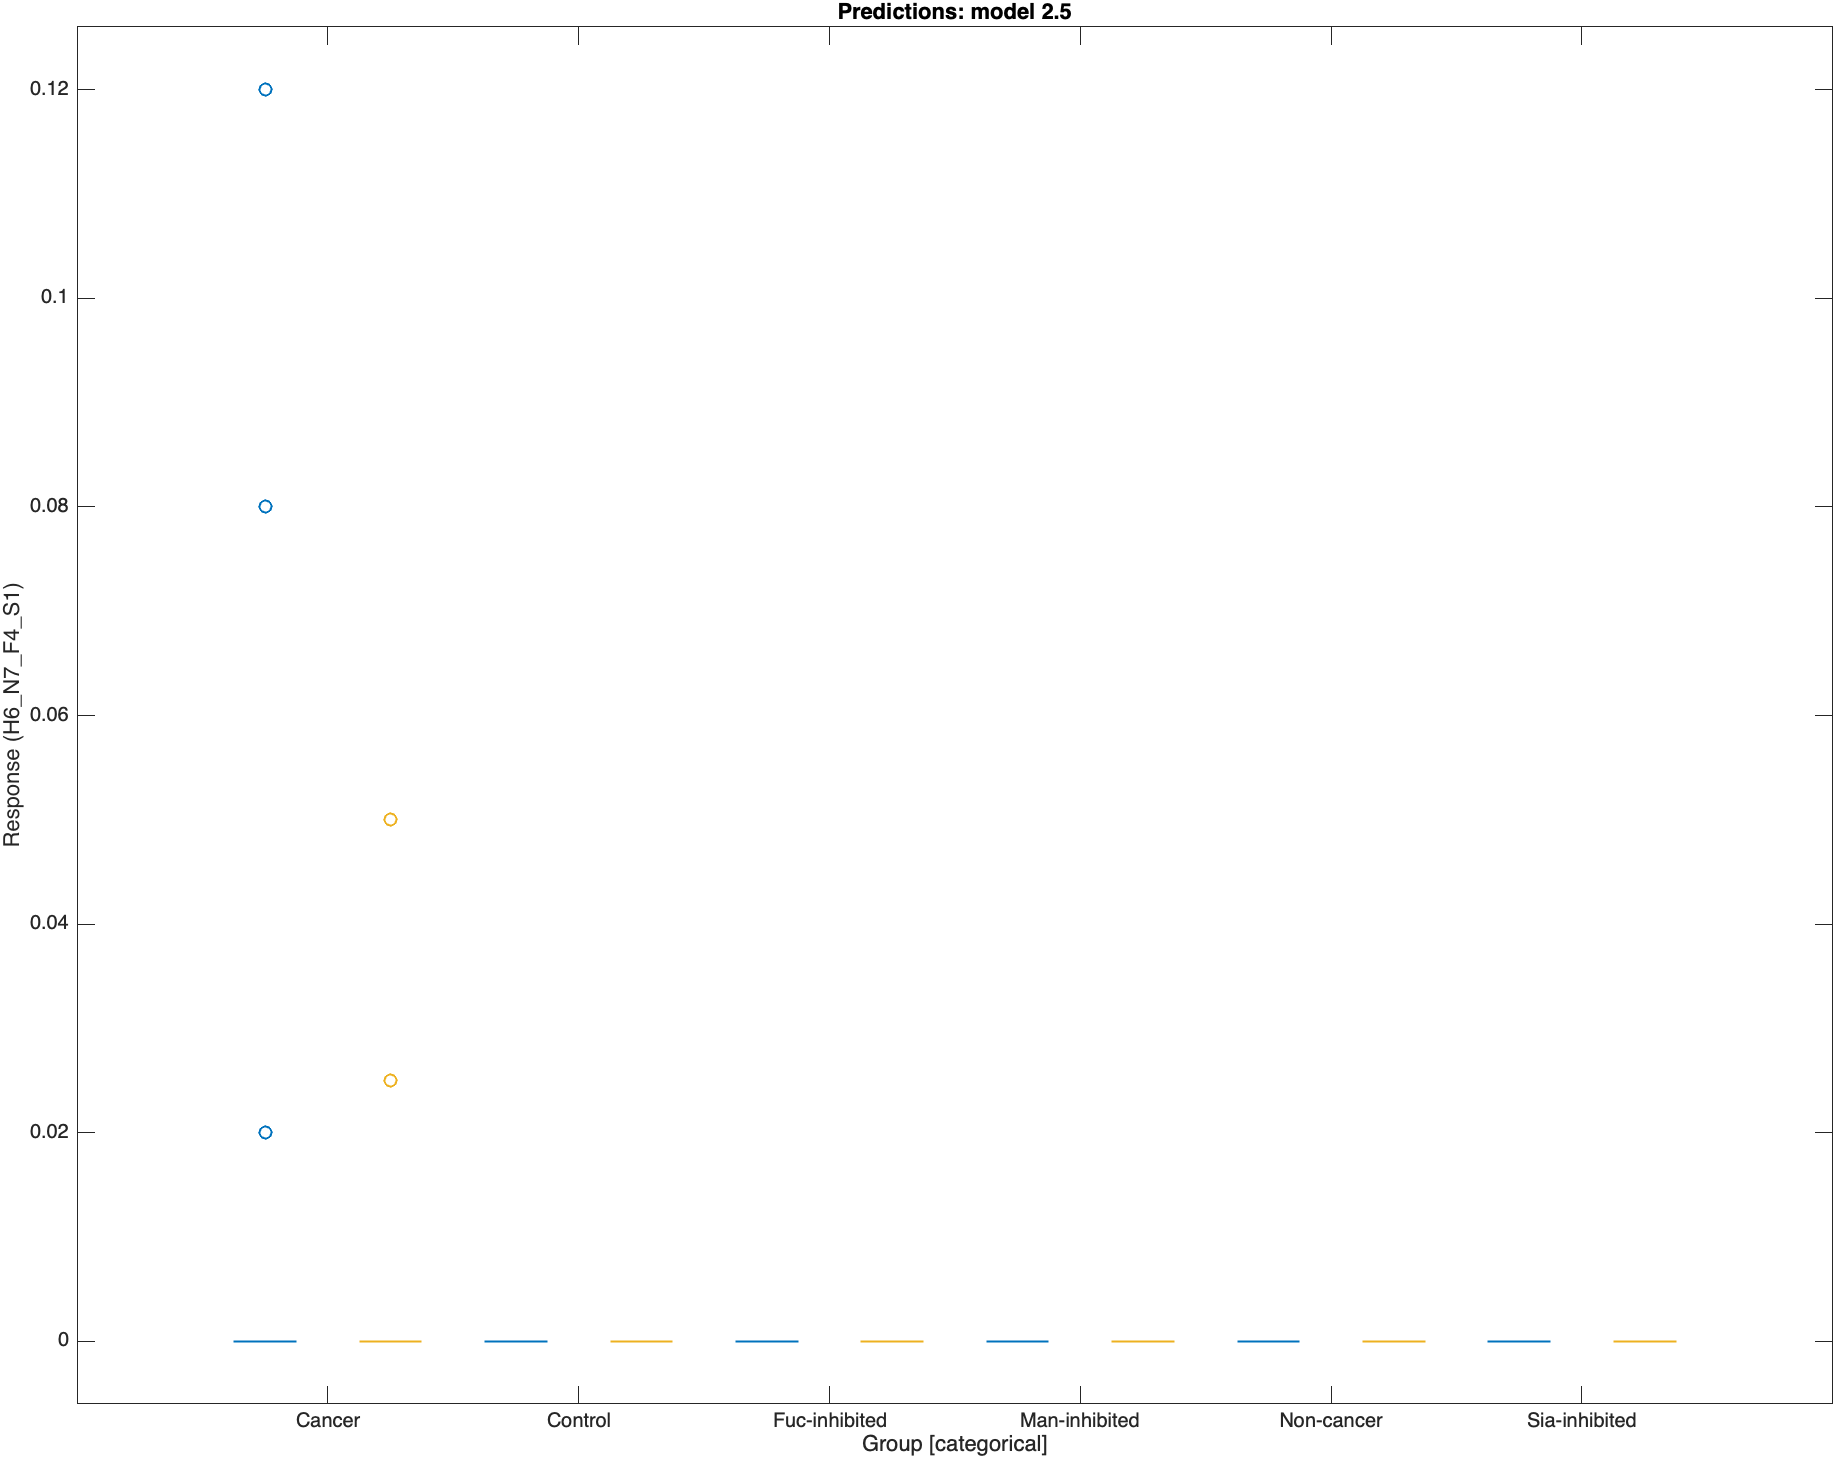 Predictions: model 2.5
0.12
0.1
0.08
0.06
0.04
0.02
0
Response (H6_N7_F4_S1)
Cancer Control Fuc-inhibited Man-inhibited Non-cancer Sia-inhibited
Group [categorical]